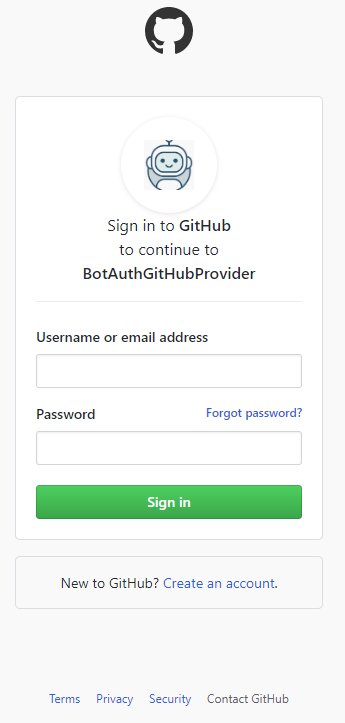 Sign in to GitHub
to continue to
BotAuthGitHubProvider
Username or email address
Password Forgot password?
Sign in
New to GitHub? Create an account.
Terms Privacy Security Contact GitHub